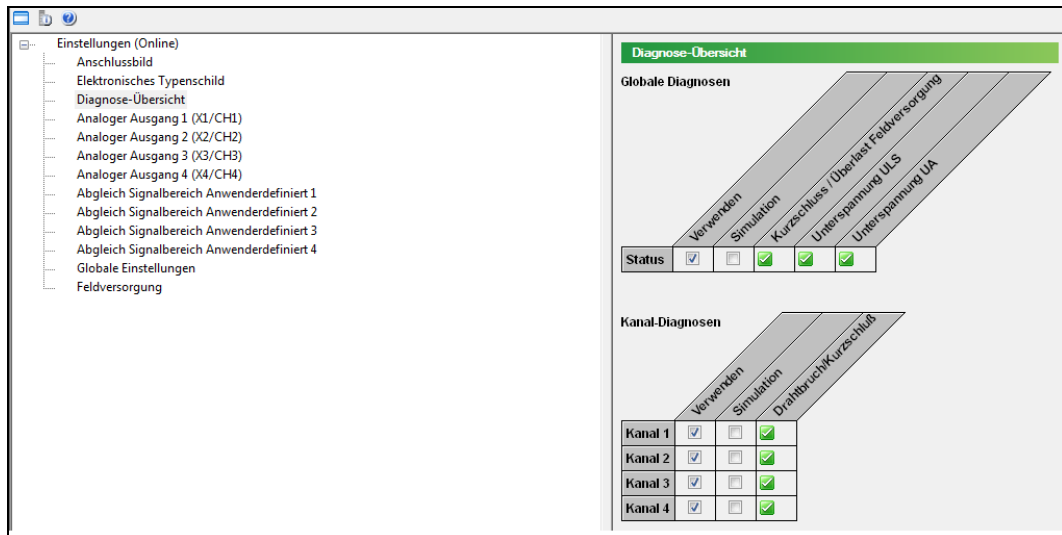 Einstellungen (Online)
Anschlussbild
Elektronisches Typenschild
Diagnose-Übersicht
Analoger Ausgang 1 (X1/CH1)
Analoger Ausgang 2 (X2/CH2)
Analoger Ausgang 3 (X3/CH3)
Analoger Ausgang 4 (X4/CH4)
Abgleich Signalbereich Anwenderdefiniert 1
Abgleich Signalbereich Anwenderdefiniert 2
Abgleich Signalbereich Anwenderdefiniert 3
Abgleich Signalbereich Anwenderdefiniert 4
Globale Einstellungen
Feldversorgung
Diagnose-Übersicht
Globale Diagnosen
Verwenden
Simulation
Kurzschluss / Überlast Feldversorgung
Unterspannung ULS
Unterspannung UA
Status
Kanal-Diagnosen
Verwenden
Simulation
Drahtbruch/Kurzschluß
Kanal 1
Kanal 2
Kanal 3
Kanal 4